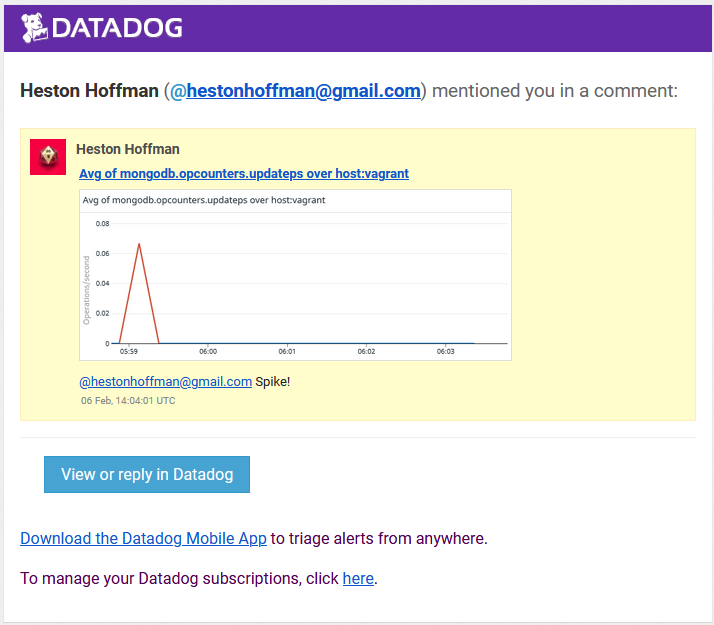 DATADOG
Heston Hoffman (@hestonhoffman@gmail.com) mentioned you in a comment:
Heston Hoffman
Avg of mongodb.opcounters.updateps over host:vagrant
Avg of mongodb.opcounters.updateps over host:vagrant
0.08
0.06
0.04
0.02
0
Operations/second
05:59 06:00 06:01 06:02 06:03
@hestonhoffman@gmail.com Spike!
06 Feb, 14:04:01 UTC
View or reply in Datadog
Download the Datadog Mobile App to triage alerts from anywhere.
To manage your Datadog subscriptions, click here.